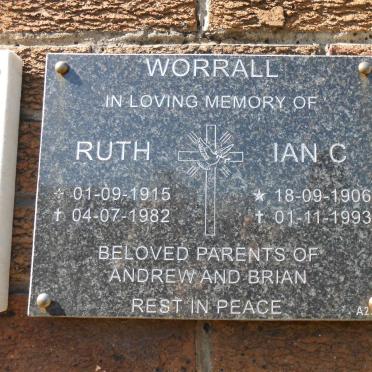 WORRALL
IN LOVING MEMORY OF
RUTH IAN C
☆ 01-09-1915 ★ 18-09-1906
✝ 04-07-1982 ✝ 01-11-1993
BELOVED PARENTS OF
ANDREW AND BRIAN
REST IN PEACE